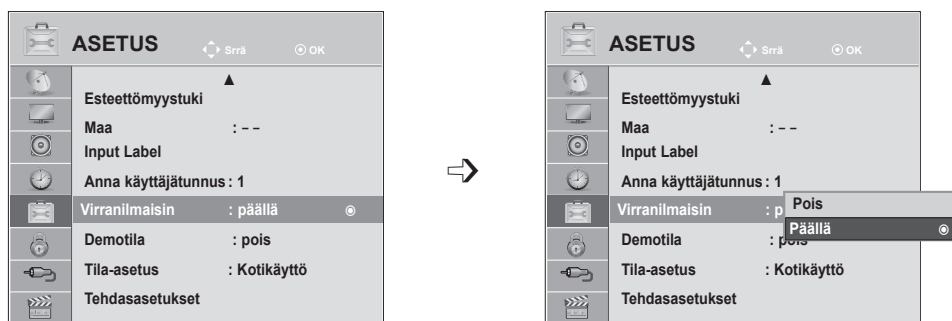 ASETUS Srrä OK
Esteettömyystuki
Maa : – –
Input Label
Anna käyttäjätunnus : 1
Virranilmaisin : päällä
Demotila : pois
Tila-asetus : Kotikäyttö
Tehdasasetukset
ASETUS Srrä OK
Esteettömyystuki
Maa : – –
Input Label
Anna käyttäjätunnus : 1
Virranilmaisin : p
Pois
Päällä
Demotila : pois
Tila-asetus : Kotikäyttö
Tehdasasetukset